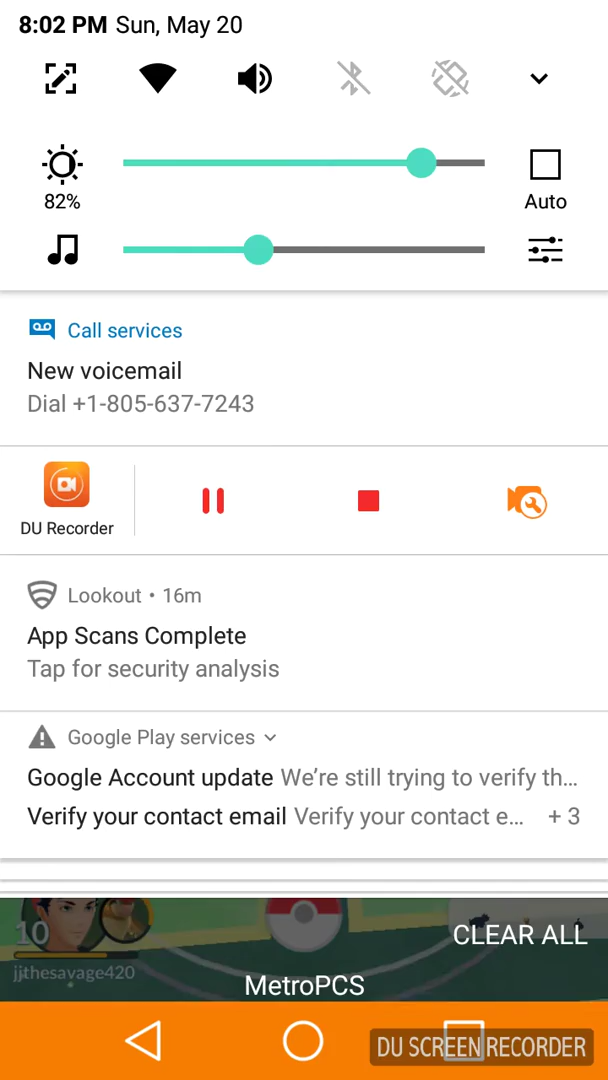 8:02 PM Sun, May 20
82%
Auto
Call services
New voicemail
Dial +1-805-637-7243
DU Recorder
Lookout • 16m
App Scans Complete
Tap for security analysis
Google Play services
Google Account update We're still trying to verify th...
Verify your contact email Verify your contact e... + 3
10
CLEAR ALL
jjthesavage420
MetroPCS
DU SCREEN RECORDER